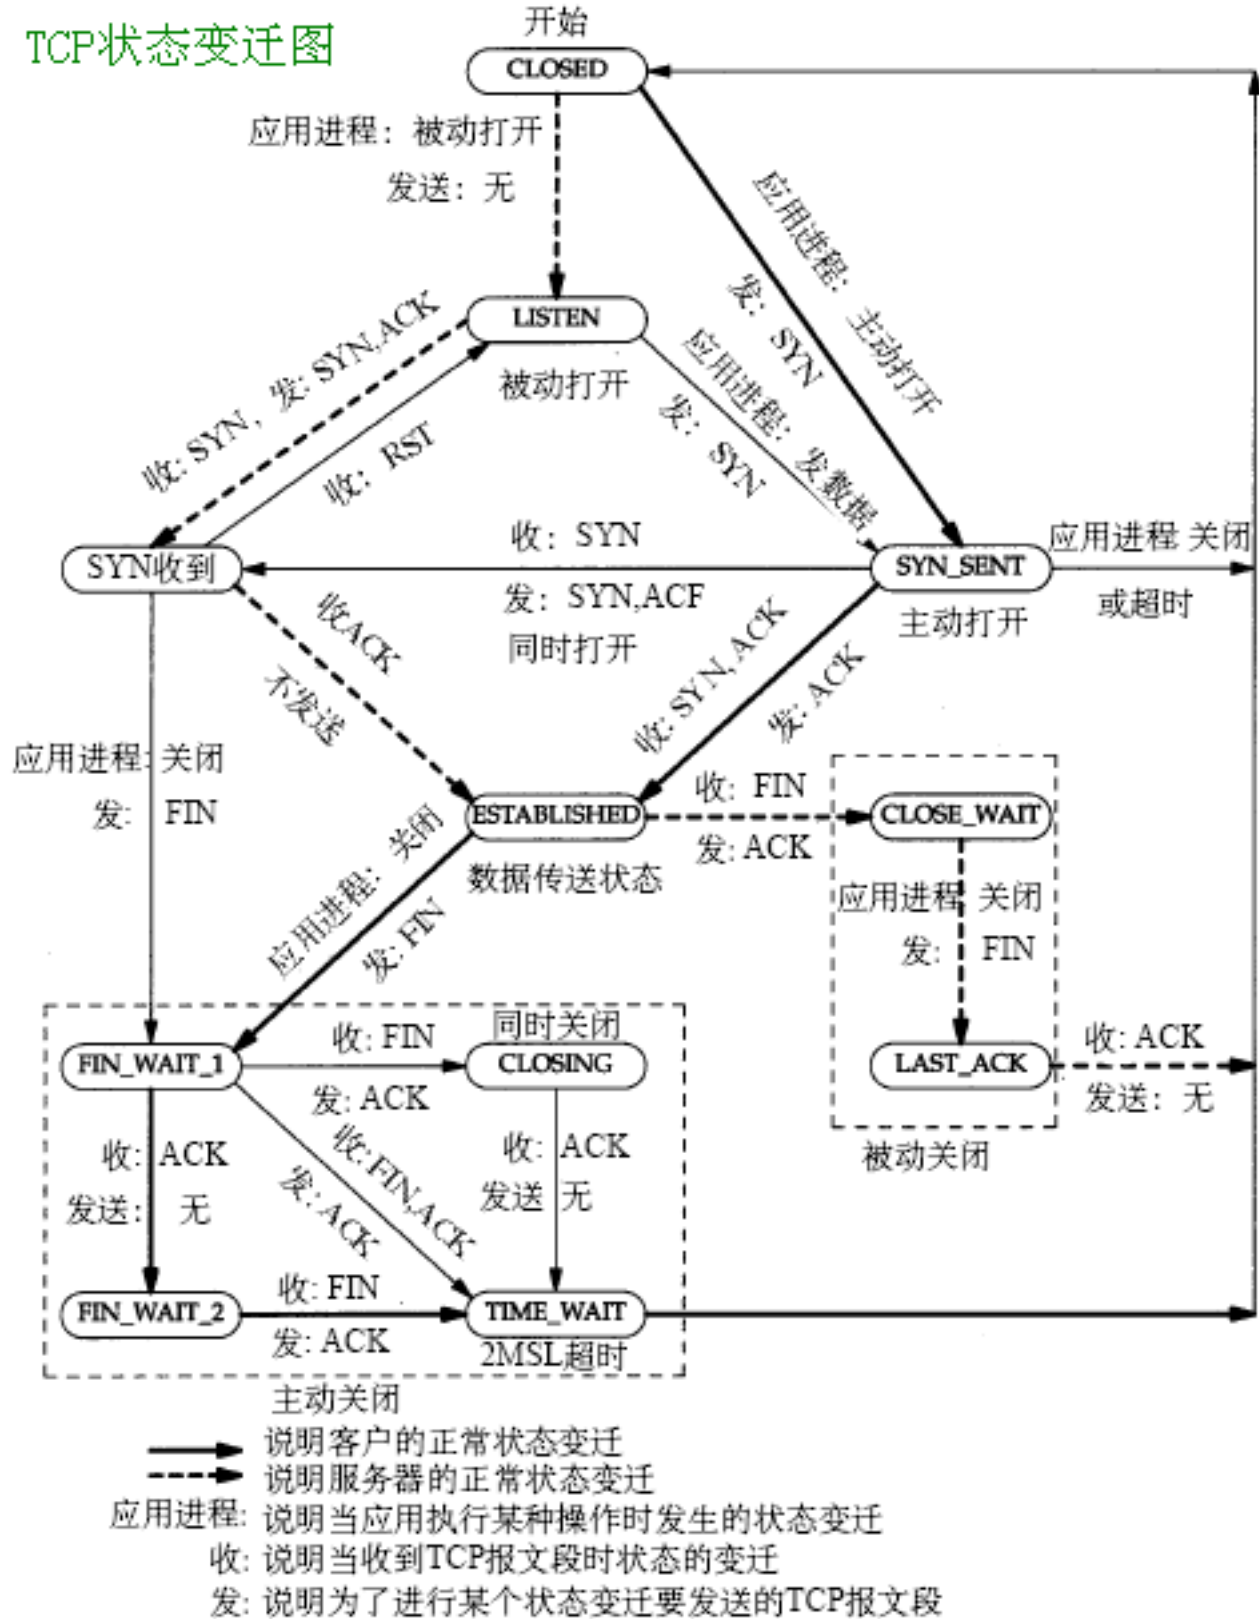 TCP状态变迁图
开始
CLOSED
应用进程：被动打开
发送：无
应用进程：主动打开
发：SYN
LISTEN
被动打开
收: SYN，发: SYN,ACK
收：RST
应用进程：发数据
发：SYN
SYN收到
收：SYN
发：SYN,ACF
同时打开
SYN_SENT
主动打开
应用进程 关闭
或超时
收ACK
不发送
收: SYN,ACK
发: ACK
应用进程: 关闭
发: FIN
ESTABLISHED
数据传送状态
收: FIN
发: ACK
CLOSE_WAIT
应用进程 关闭
发: FIN
应用进程：关闭
发: FIN
LAST_ACK
收: ACK
发送：无
被动关闭
FIN_WAIT_1
收: FIN
发: ACK
同时关闭
CLOSING
收: ACK
发送： 无
收: FIN,ACK
发: ACK
收: ACK
发送 无
FIN_WAIT_2
收: FIN
发: ACK
TIME_WAIT
2MSL超时
主动关闭
说明客户的正常状态变迁
说明服务器的正常状态变迁
应用进程: 说明当应用执行某种操作时发生的状态变迁
收: 说明当收到TCP报文段时状态的变迁
发: 说明为了进行某个状态变迁要发送的TCP报文段